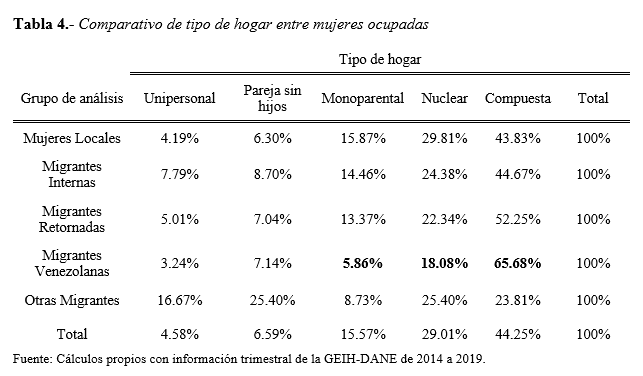 Tabla 4.- Comparativo de tipo de hogar entre mujeres ocupadas
Tipo de hogar
Grupo de análisis Unipersonal Pareja sin hijos Monoparental Nuclear Compuesta Total
Mujeres Locales 4.19% 6.30% 15.87% 29.81% 43.83% 100%
Migrantes Internas 7.79% 8.70% 14.46% 24.38% 44.67% 100%
Migrantes Retornadas 5.01% 7.04% 13.37% 22.34% 52.25% 100%
Migrantes Venezolanas 3.24% 7.14% 5.86% 18.08% 65.68% 100%
Otras Migrantes 16.67% 25.40% 8.73% 25.40% 23.81% 100%
Total 4.58% 6.59% 15.57% 29.01% 44.25% 100%
Fuente: Cálculos propios con información trimestral de la GEIH-DANE de 2014 a 2019.